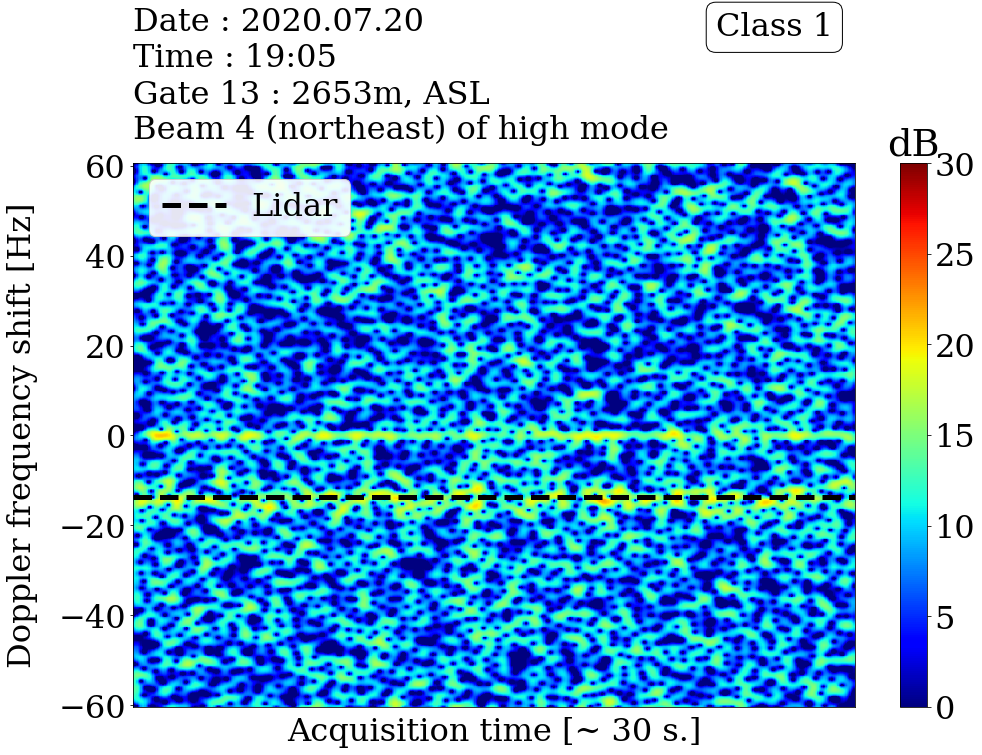 Date : 2020.07.20
Class 1
Time : 19:05
Gate 13 : 2653m, ASL
Beam 4 (northeast) of high mode
dB
Lidar
Doppler frequency shift [Hz]
60
40
20
0
−20
−40
−60
Acquisition time [~ 30 s.]
30
25
20
15
10
5
0